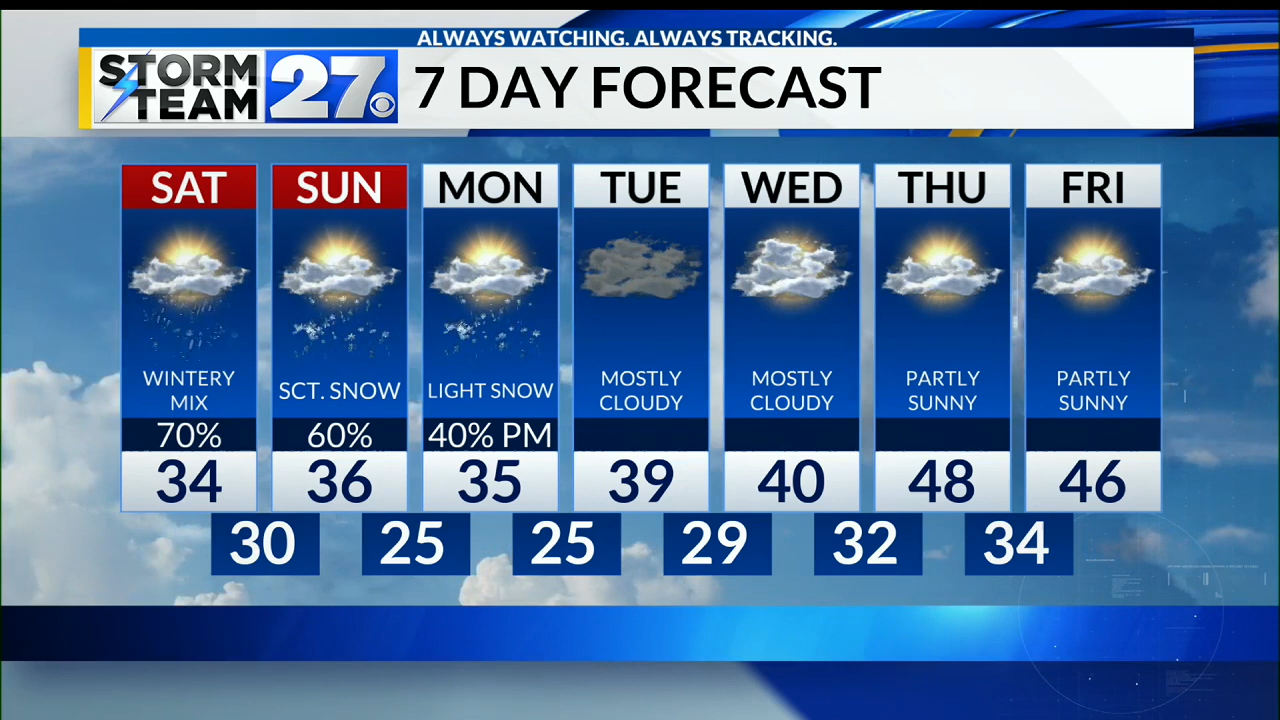 ALWAYS WATCHING. ALWAYS TRACKING.
STORM
TEAM
27
7 DAY FORECAST
SAT SUN MON TUE WED THU FRI
WINTERY
MIX
SCT. SNOW
LIGHT SNOW
MOSTLY
CLOUDY
MOSTLY
CLOUDY
PARTLY
SUNNY
PARTLY
SUNNY
70% 60% 40% PM
34 36 35 39 40 48 46
30 25 25 29 32 34